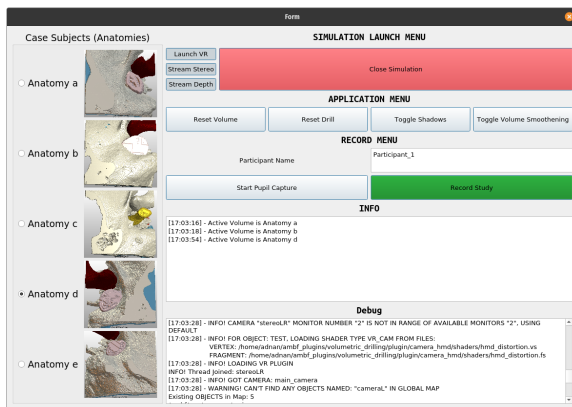 Form
Case Subjects (Anatomies)
Anatomy a
Anatomy b
Anatomy c
Anatomy d
Anatomy e
SIMULATION LAUNCH MENU
Launch VR
Stream Stereo
Stream Depth
Close Simulation
APPLICATION MENU
Reset Volume
Reset Drill
Toggle Shadows
Toggle Volume Smoothening
RECORD MENU
Participant Name
Participant_1
Start Pupil Capture
Record Study
INFO
[17:03:16] - Active Volume is Anatomy a
[17:03:18] - Active Volume is Anatomy b
[17:03:54] - Active Volume is Anatomy d
Debug
[17:03:28] - INFO! CAMERA "stereoLR" MONITOR NUMBER "2" IS NOT IN RANGE OF AVAILABLE MONITORS "2", USING
DEFAULT
[17:03:28] - INFO! FOR OBJECT: TEST, LOADING SHADER TYPE VR_CAM FROM FILES:
VERTEX: /home/adnan/ambf_plugins/volumetric_drilling/plugin/camera_hmd/shaders/hmd_distortion.vs
FRAGMENT: /home/adnan/ambf_plugins/volumetric_drilling/plugin/camera_hmd/shaders/hmd_distortion.fs
[17:03:28] - INFO! LOADING VR PLUGIN
INFO! Thread Joined: stereoLR
[17:03:28] - INFO! GOT CAMERA: main_camera
[17:03:28] - WARNING! CAN'T FIND ANY OBJECTS NAMED: "cameraL" IN GLOBAL MAP
Existing OBJECTS in Map: 5